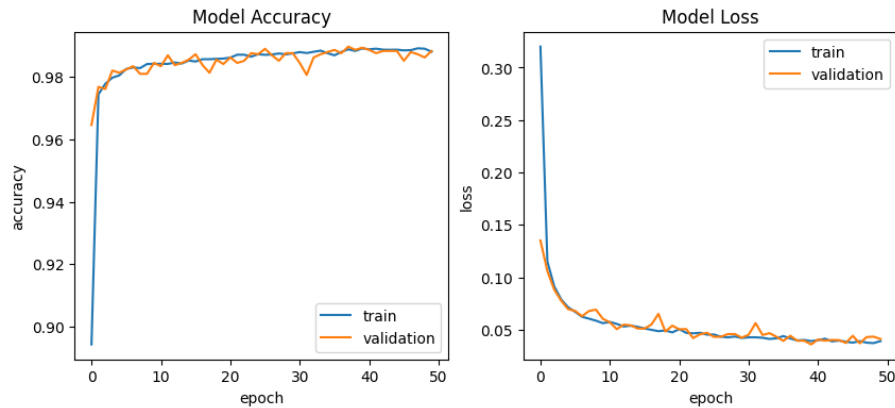 Model Accuracy
0.98
0.96
0.94
0.92
0.90
accuracy
0
10
20
30
40
50
epoch
train
validation
Model Loss
0.30
0.25
0.20
0.15
0.10
0.05
loss
0
10
20
30
40
50
epoch
train
validation